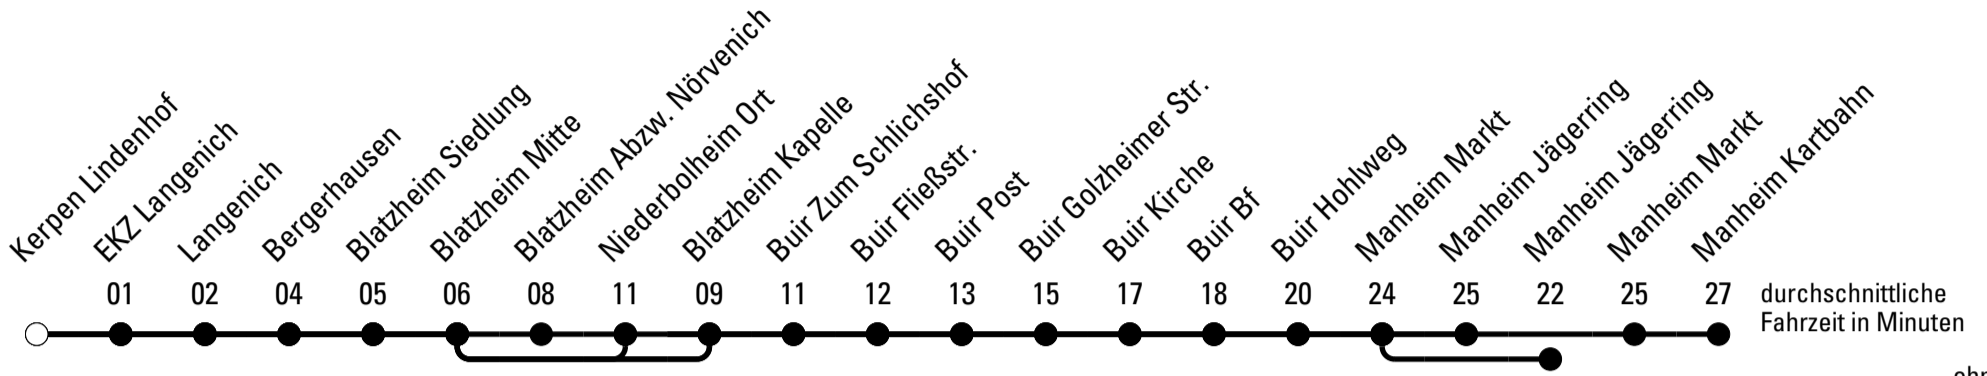 Kerpen Lindenhof
EKZ Langenich
Langenich
Bergerhausen
Blatzheim Siedlung
Blatzheim Mitte
Blatzheim Abzw. Nörvenich
Niederbolheim Ort
Blatzheim Kapelle
Buir Zum Schlichshof
Buir Fließstr.
Buir Post
Buir Golzheimer Str.
Buir Kirche
Buir Bf
Buir Hohlweg
Manheim Markt
Manheim Jägerring
Manheim Jägerring
Manheim Markt
Manheim Kartbahn
01 02 04 05 06 08 11 09 11 12 13 15 17 18 20 24 25 22 25 27
durchschnittliche
Fahrzeit in Minuten